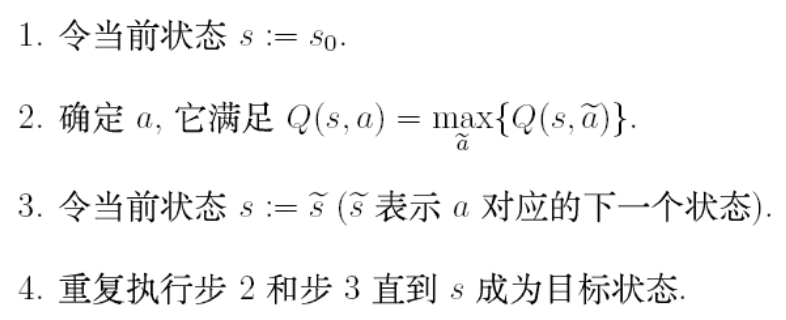 1. 令当前状态 s := s₀.
2. 确定 a, 它满足 Q(s, a) = max_ã{Q(s, ã)}.
3. 令当前状态 s := s̃ (s̃ 表示 a 对应的下一个状态).
4. 重复执行步 2 和步 3 直到 s 成为目标状态.